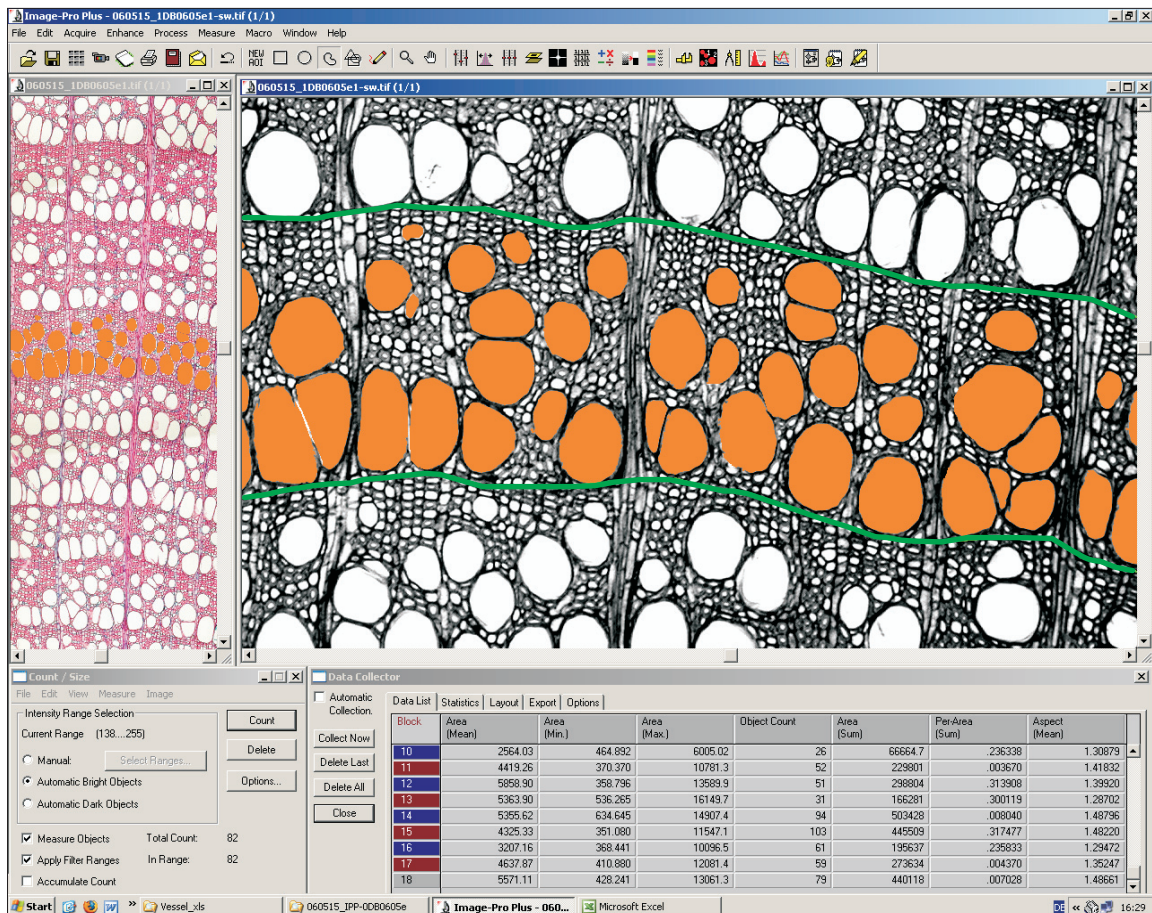 Image-Pro Plus - 060515_1DB0605e1-sw.tif (1/1)
File Edit Acquire Enhance Process Measure Macro Window Help
NEW AOI
060515_1DB0605e1.tif (1/1)
060515_1DB0605e1-sw.tif (1/1)
Count / Size
File Edit View Measure Image
Intensity Range Selection
Current Range (138...255)
Manual: Select Ranges...
Automatic Bright Objects
Automatic Dark Objects
Measure Objects Total Count: 82
Apply Filter Ranges In Range: 82
Accumulate Count
Count
Delete
Options...
Data Collector
Automatic Collection.
Collect Now
Delete Last
Delete All
Close
Data List Statistics Layout Export Options
Block Area (Mean) Area (Min.) Area (Max.) Object Count Area (Sum) Per-Area (Sum) Aspect (Mean)
10 2564.03 464.892 6005.02 26 66664.7 .236338 1.30879
11 4419.26 370.370 10781.3 52 229801 .003670 1.41832
12 5858.90 358.796 13589.9 51 298804 .313908 1.39920
13 5363.90 536.265 16149.7 31 166281 .300119 1.28702
14 5355.62 634.645 14907.4 94 503428 .008040 1.48796
15 4325.33 351.080 11547.1 103 445509 .317477 1.48220
16 3207.16 368.441 10096.5 61 195637 .235833 1.29472
17 4637.87 410.880 12081.4 59 273634 .004370 1.35247
18 5571.11 428.241 13061.3 79 440118 .007028 1.48661
Start » Vessel_xls 060515_IPP-0DB0605e Image-Pro Plus - 060... Microsoft Excel DE « 16:29